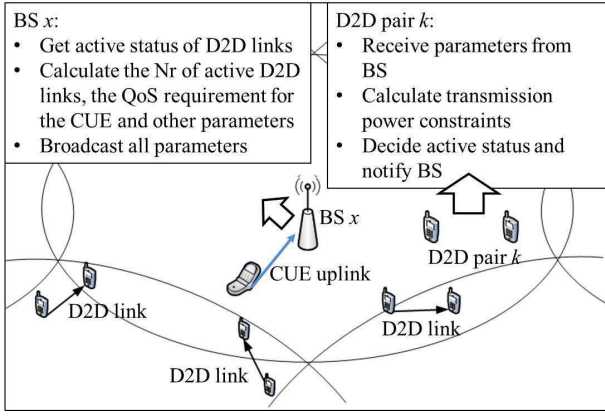 BS x:
• Get active status of D2D links
• Calculate the Nr of active D2D
links, the QoS requirement for
the CUE and other parameters
• Broadcast all parameters
D2D pair k:
• Receive parameters from
BS
• Calculate transmission
power constraints
• Decide active status and
notify BS
BS x
D2D pair k
CUE uplink
D2D link
D2D link
D2D link